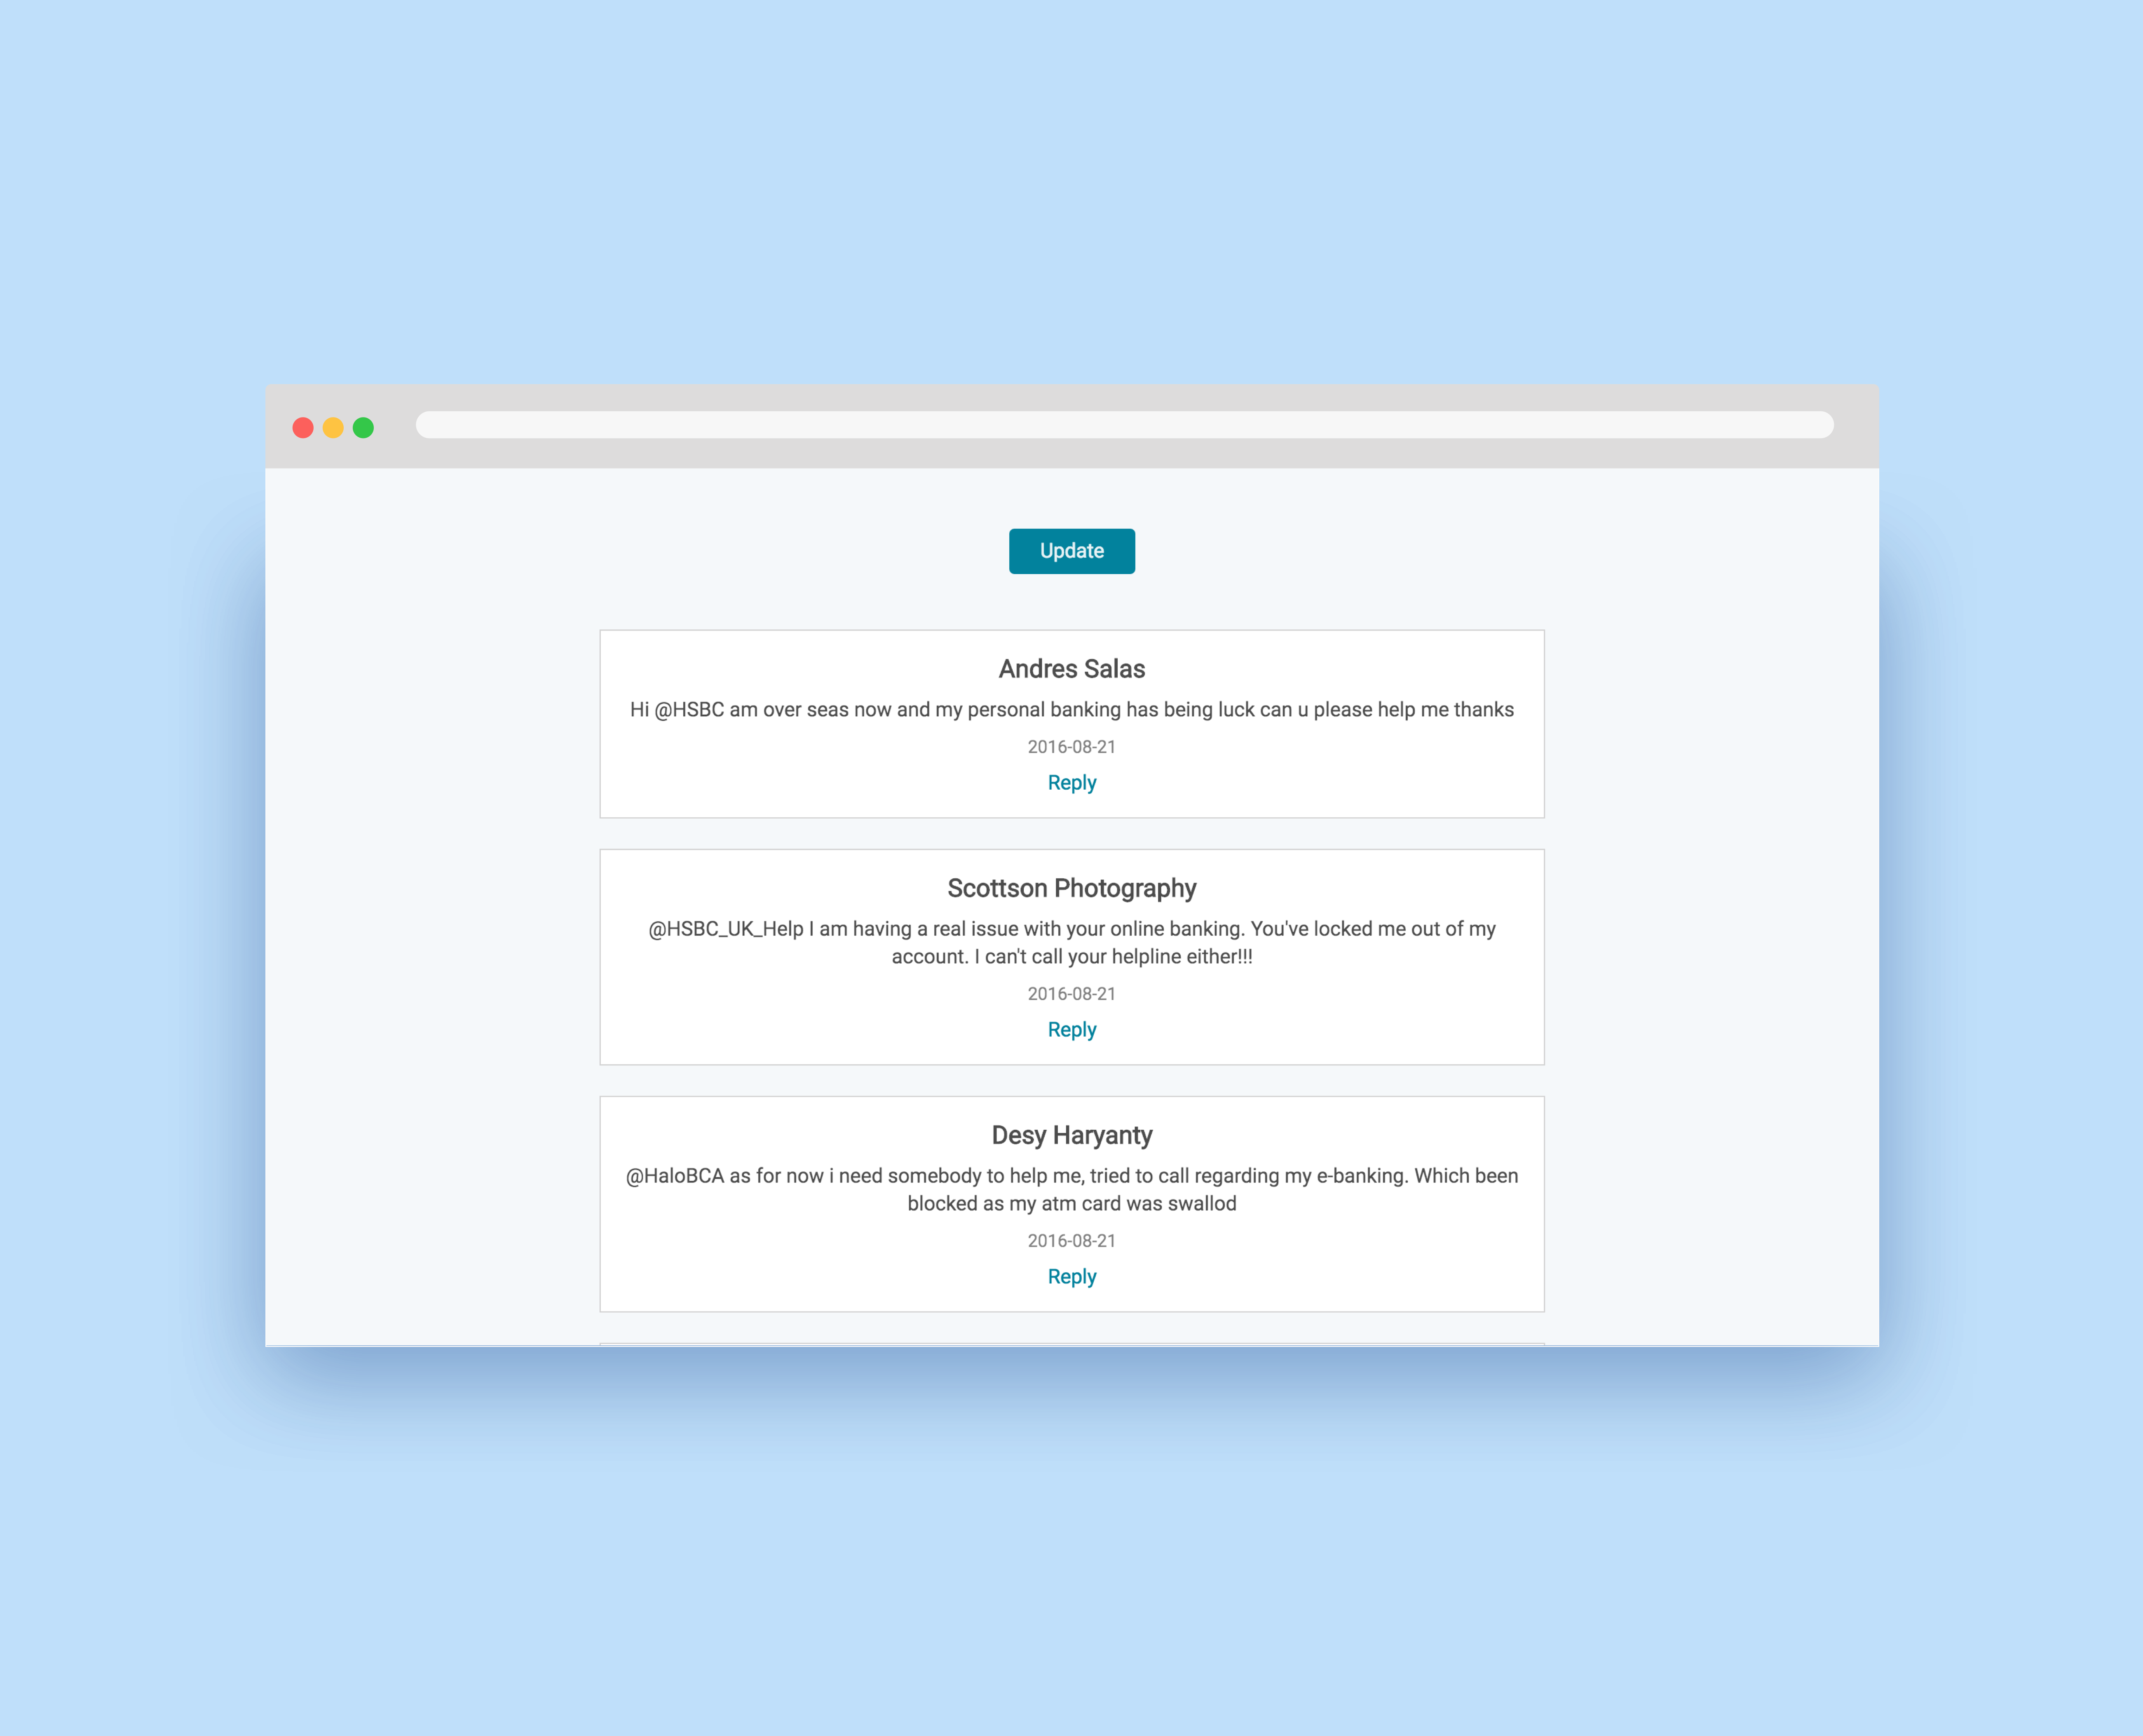 Update
Andres Salas
Hi @HSBC am over seas now and my personal banking has being luck can u please help me thanks
2016-08-21
Reply
Scottson Photography
@HSBC_UK_Help I am having a real issue with your online banking. You've locked me out of my
account. I can't call your helpline either!!!
2016-08-21
Reply
Desy Haryanty
@HaloBCA as for now i need somebody to help me, tried to call regarding my e-banking. Which been
blocked as my atm card was swallod
2016-08-21
Reply